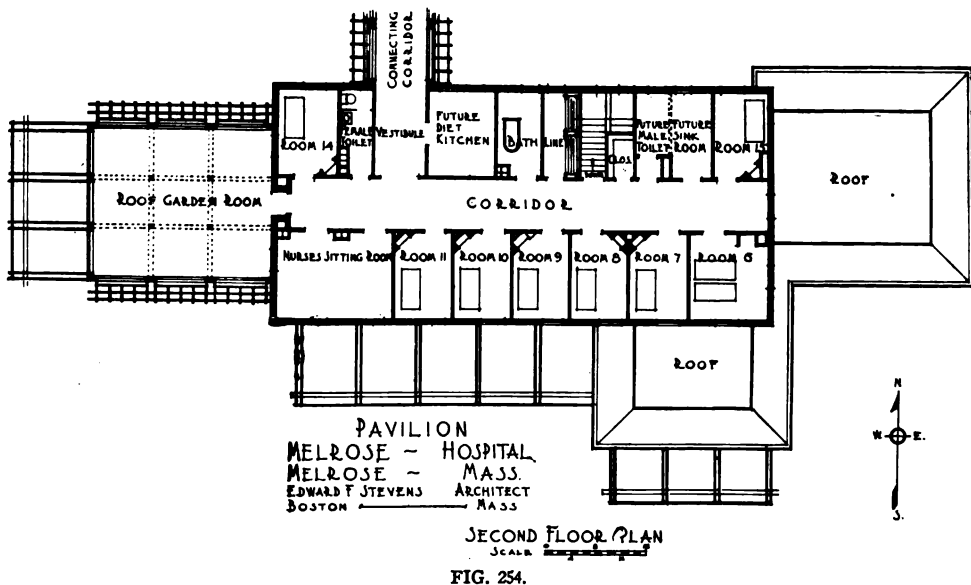 CONNECTING
CORRIDOR
ROOM 14
FEMALE
TOILET
VESTIBULE
FUTURE
DIET
KITCHEN
BATH
LINEN
CLOS.
FUTURE
MALE
TOILET
FUTURE
SINK
ROOM
ROOM 15
ROOF GARDEN ROOM
CORRIDOR
ROOF
NURSES SITTING ROOM
ROOM 11
ROOM 10
ROOM 9
ROOM 8
ROOM 7
ROOM 6
ROOF
N
W. E.
S.
PAVILION
MELROSE ~ HOSPITAL
MELROSE ~ MASS.
EDWARD F STEVENS ARCHITECT
BOSTON MASS
SECOND FLOOR PLAN
SCALE
FIG. 254.